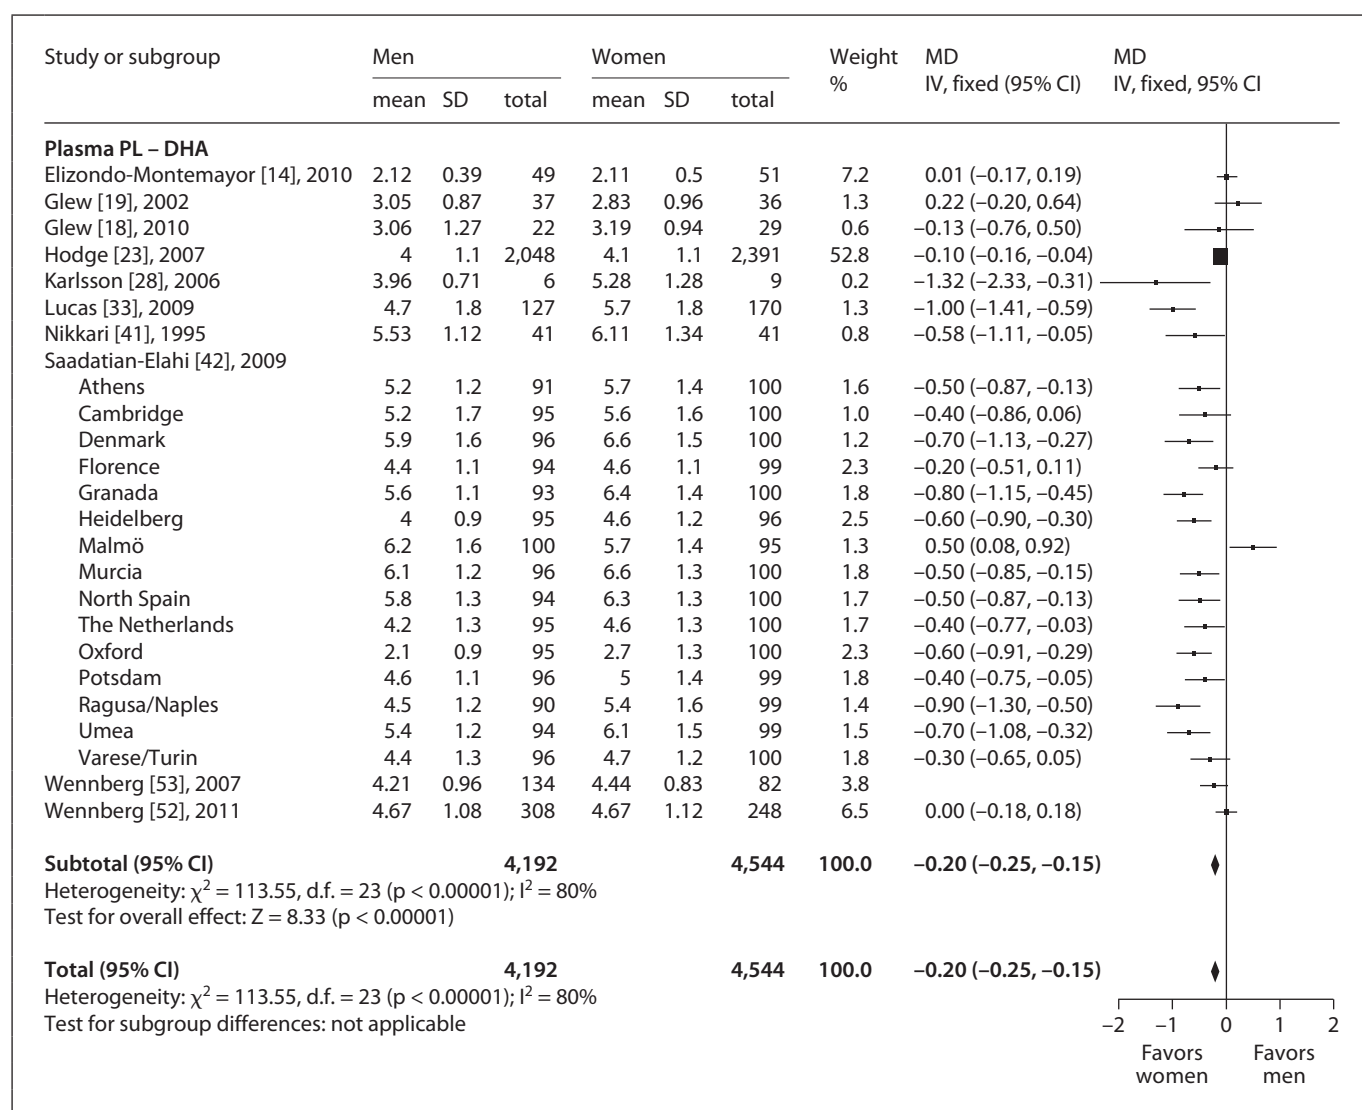 Study or subgroup Men Women Weight MD MD
% IV, fixed (95% CI) IV, fixed, 95% CI
mean SD total mean SD total
Plasma PL – DHA
Elizondo-Montemayor [14], 2010 2.12 0.39 49 2.11 0.5 51 7.2 0.01 (–0.17, 0.19)
Glew [19], 2002 3.05 0.87 37 2.83 0.96 36 1.3 0.22 (–0.20, 0.64)
Glew [18], 2010 3.06 1.27 22 3.19 0.94 29 0.6 –0.13 (–0.76, 0.50)
Hodge [23], 2007 4 1.1 2,048 4.1 1.1 2,391 52.8 –0.10 (–0.16, –0.04)
Karlsson [28], 2006 3.96 0.71 6 5.28 1.28 9 0.2 –1.32 (–2.33, –0.31)
Lucas [33], 2009 4.7 1.8 127 5.7 1.8 170 1.3 –1.00 (–1.41, –0.59)
Nikkari [41], 1995 5.53 1.12 41 6.11 1.34 41 0.8 –0.58 (–1.11, –0.05)
Saadatian-Elahi [42], 2009
Athens 5.2 1.2 91 5.7 1.4 100 1.6 –0.50 (–0.87, –0.13)
Cambridge 5.2 1.7 95 5.6 1.6 100 1.0 –0.40 (–0.86, 0.06)
Denmark 5.9 1.6 96 6.6 1.5 100 1.2 –0.70 (–1.13, –0.27)
Florence 4.4 1.1 94 4.6 1.1 99 2.3 –0.20 (–0.51, 0.11)
Granada 5.6 1.1 93 6.4 1.4 100 1.8 –0.80 (–1.15, –0.45)
Heidelberg 4 0.9 95 4.6 1.2 96 2.5 –0.60 (–0.90, –0.30)
Malmö 6.2 1.6 100 5.7 1.4 95 1.3 0.50 (0.08, 0.92)
Murcia 6.1 1.2 96 6.6 1.3 100 1.8 –0.50 (–0.85, –0.15)
North Spain 5.8 1.3 94 6.3 1.3 100 1.7 –0.50 (–0.87, –0.13)
The Netherlands 4.2 1.3 95 4.6 1.3 100 1.7 –0.40 (–0.77, –0.03)
Oxford 2.1 0.9 95 2.7 1.3 100 2.3 –0.60 (–0.91, –0.29)
Potsdam 4.6 1.1 96 5 1.4 99 1.8 –0.40 (–0.75, –0.05)
Ragusa/Naples 4.5 1.2 90 5.4 1.6 99 1.4 –0.90 (–1.30, –0.50)
Umea 5.4 1.2 94 6.1 1.5 99 1.5 –0.70 (–1.08, –0.32)
Varese/Turin 4.4 1.3 96 4.7 1.2 100 1.8 –0.30 (–0.65, 0.05)
Wennberg [53], 2007 4.21 0.96 134 4.44 0.83 82 3.8
Wennberg [52], 2011 4.67 1.08 308 4.67 1.12 248 6.5 0.00 (–0.18, 0.18)
Subtotal (95% CI) 4,192 4,544 100.0 –0.20 (–0.25, –0.15)
Heterogeneity: χ² = 113.55, d.f. = 23 (p < 0.00001); I² = 80%
Test for overall effect: Z = 8.33 (p < 0.00001)
Total (95% CI) 4,192 4,544 100.0 –0.20 (–0.25, –0.15)
Heterogeneity: χ² = 113.55, d.f. = 23 (p < 0.00001); I² = 80%
Test for subgroup differences: not applicable
–2 –1 0 1 2
Favors Favors
women men